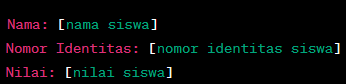 Nama: [nama siswa]
Nomor Identitas: [nomor identitas siswa]
Nilai: [nilai siswa]